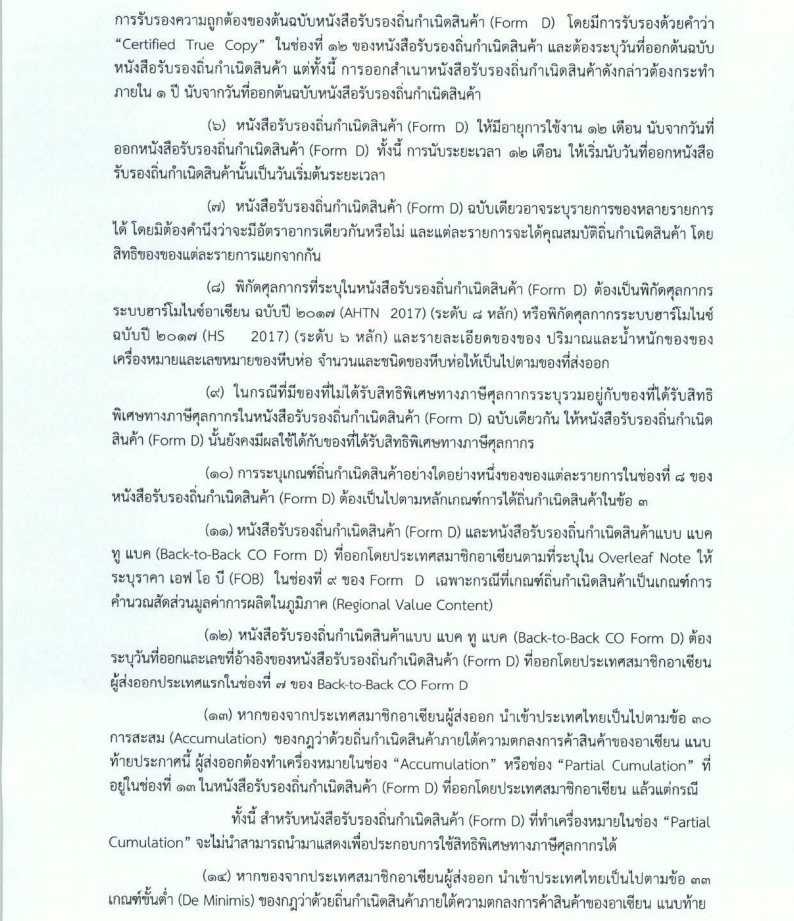 การรับรองความถูกต้องของต้นฉบับหนังสือรับรองถิ่นกำเนิดสินค้า (Form D) โดยมีการรับรองด้วยคำว่า
“Certified True Copy” ในช่องที่ ๑๒ ของหนังสือรับรองถิ่นกำเนิดสินค้า และต้องระบุวันที่ออกต้นฉบับ
หนังสือรับรองถิ่นกำเนิดสินค้า แต่ทั้งนี้ การออกสำเนาหนังสือรับรองถิ่นกำเนิดสินค้าดังกล่าวต้องกระทำ
ภายใน ๑ ปี นับจากวันที่ออกต้นฉบับหนังสือรับรองถิ่นกำเนิดสินค้า
(๖) หนังสือรับรองถิ่นกำเนิดสินค้า (Form D) ให้มีอายุการใช้งาน ๑๒ เดือน นับจากวันที่
ออกหนังสือรับรองถิ่นกำเนิดสินค้า (Form D) ทั้งนี้ การนับระยะเวลา ๑๒ เดือน ให้เริ่มนับวันที่ออกหนังสือ
รับรองถิ่นกำเนิดสินค้านั้นเป็นวันเริ่มต้นระยะเวลา
(๗) หนังสือรับรองถิ่นกำเนิดสินค้า (Form D) ฉบับเดียวอาจระบุรายการของหลายรายการ
ได้ โดยมิต้องคำนึงว่าจะมีอัตราอากรเดียวกันหรือไม่ และแต่ละรายการจะได้คุณสมบัติถิ่นกำเนิดสินค้า โดย
สิทธิของของแต่ละรายการแยกจากกัน
(๘) พิกัดศุลกากรที่ระบุในหนังสือรับรองถิ่นกำเนิดสินค้า (Form D) ต้องเป็นพิกัดศุลกากร
ระบบฮาร์โมไนซ์อาเซียน ฉบับปี ๒๐๑๗ (AHTN 2017) (ระดับ ๘ หลัก) หรือพิกัดศุลกากรระบบฮาร์โมไนซ์
ฉบับปี ๒๐๑๗ (HS 2017) (ระดับ ๖ หลัก) และรายละเอียดของของ ปริมาณและน้ำหนักของของ
เครื่องหมายและเลขหมายของหีบห่อ จำนวนและชนิดของหีบห่อให้เป็นไปตามของที่ส่งออก
(๙) ในกรณีที่มีของที่ไม่ได้รับสิทธิพิเศษทางภาษีศุลกากรระบุรวมอยู่กับของที่ได้รับสิทธิ
พิเศษทางภาษีศุลกากรในหนังสือรับรองถิ่นกำเนิดสินค้า (Form D) ฉบับเดียวกัน ให้หนังสือรับรองถิ่นกำเนิด
สินค้า (Form D) นั้นยังคงมีผลใช้ได้กับของที่ได้รับสิทธิพิเศษทางภาษีศุลกากร
(๑๐) การระบุเกณฑ์ถิ่นกำเนิดสินค้าอย่างใดอย่างหนึ่งของของแต่ละรายการในช่องที่ ๘ ของ
หนังสือรับรองถิ่นกำเนิดสินค้า (Form D) ต้องเป็นไปตามหลักเกณฑ์การได้ถิ่นกำเนิดสินค้าในข้อ ๓
(๑๑) หนังสือรับรองถิ่นกำเนิดสินค้า (Form D) และหนังสือรับรองถิ่นกำเนิดสินค้าแบบ แบค
ทู แบค (Back-to-Back CO Form D) ที่ออกโดยประเทศสมาชิกอาเซียนตามที่ระบุใน Overleaf Note ให้
ระบุราคา เอฟ โอ บี (FOB) ในช่องที่ ๙ ของ Form D เฉพาะกรณีที่เกณฑ์ถิ่นกำเนิดสินค้าเป็นเกณฑ์การ
คำนวณสัดส่วนมูลค่าการผลิตในภูมิภาค (Regional Value Content)
(๑๒) หนังสือรับรองถิ่นกำเนิดสินค้าแบบ แบค ทู แบค (Back-to-Back CO Form D) ต้อง
ระบุวันที่ออกและเลขที่อ้างอิงของหนังสือรับรองถิ่นกำเนิดสินค้า (Form D) ที่ออกโดยประเทศสมาชิกอาเซียน
ผู้ส่งออกประเทศแรกในช่องที่ ๗ ของ Back-to-Back CO Form D
(๑๓) หากของจากประเทศสมาชิกอาเซียนผู้ส่งออก นำเข้าประเทศไทยเป็นไปตามข้อ ๓๐
การสะสม (Accumulation) ของกฎว่าด้วยถิ่นกำเนิดสินค้าภายใต้ความตกลงการค้าสินค้าของอาเซียน แนบ
ท้ายประกาศนี้ ผู้ส่งออกต้องทำเครื่องหมายในช่อง “Accumulation” หรือช่อง “Partial Cumulation” ที่
อยู่ในช่องที่ ๑๓ ในหนังสือรับรองถิ่นกำเนิดสินค้า (Form D) ที่ออกโดยประเทศสมาชิกอาเซียน แล้วแต่กรณี
ทั้งนี้ สำหรับหนังสือรับรองถิ่นกำเนิดสินค้า (Form D) ที่ทำเครื่องหมายในช่อง “Partial
Cumulation” จะไม่นำสามารถนำมาแสดงเพื่อประกอบการใช้สิทธิพิเศษทางภาษีศุลกากรได้
(๑๔) หากของจากประเทศสมาชิกอาเซียนผู้ส่งออก นำเข้าประเทศไทยเป็นไปตามข้อ ๓๓
เกณฑ์ขั้นต่ำ (De Minimis) ของกฎว่าด้วยถิ่นกำเนิดสินค้าภายใต้ความตกลงการค้าสินค้าของอาเซียน แนบท้าย